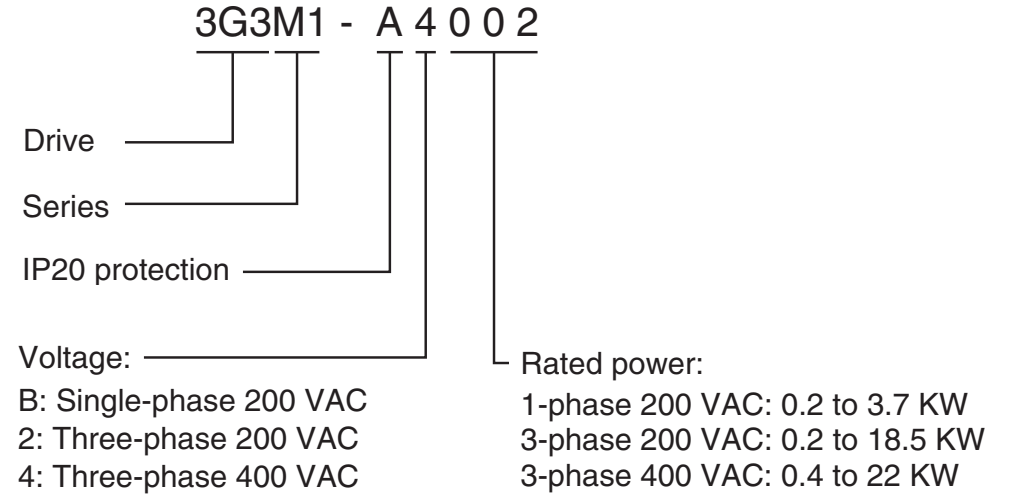 3G3M1 - A 4 0 0 2
Drive
Series
IP20 protection
Voltage:
B: Single-phase 200 VAC
2: Three-phase 200 VAC
4: Three-phase 400 VAC
Rated power:
1-phase 200 VAC: 0.2 to 3.7 KW
3-phase 200 VAC: 0.2 to 18.5 KW
3-phase 400 VAC: 0.4 to 22 KW